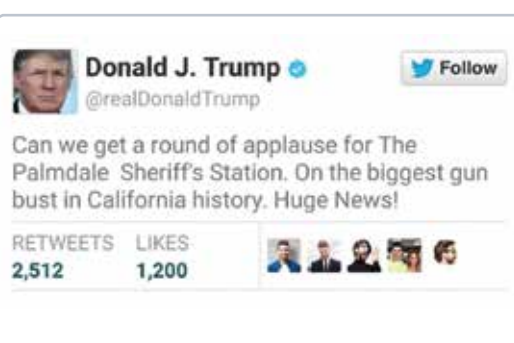 Donald J. Trump
Follow
@realDonaldTrump
Can we get a round of applause for The
Palmdale Sheriff's Station. On the biggest gun
bust in California history. Huge News!
RETWEETS LIKES
2,512 1,200